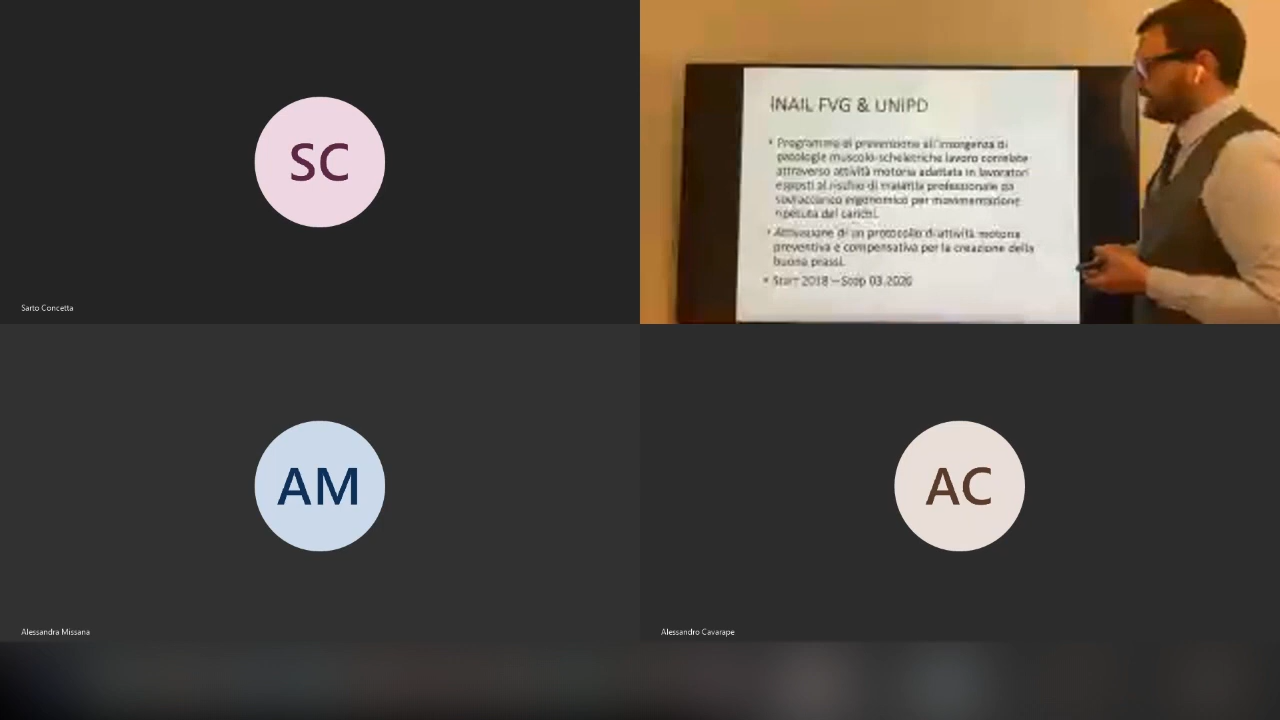 SC
Sarto Concetta
INAIL FVG & UNIPD
• Programma di prevenzione all'insorgenza di
patologie muscolo-scheletriche lavoro correlate
attraverso attività motoria adattata in lavoratori
esposti al rischio di malattia professionale da
sovraccarico ergonomico per movimentazione
ripetuta dei carichi.
• Attivazione di un protocollo di attività motoria
preventiva e compensativa per la creazione della
buona prassi.
• Start 2018 – Stop 03.2020
AM
Alessandra Missana
AC
Alessandro Cavarape